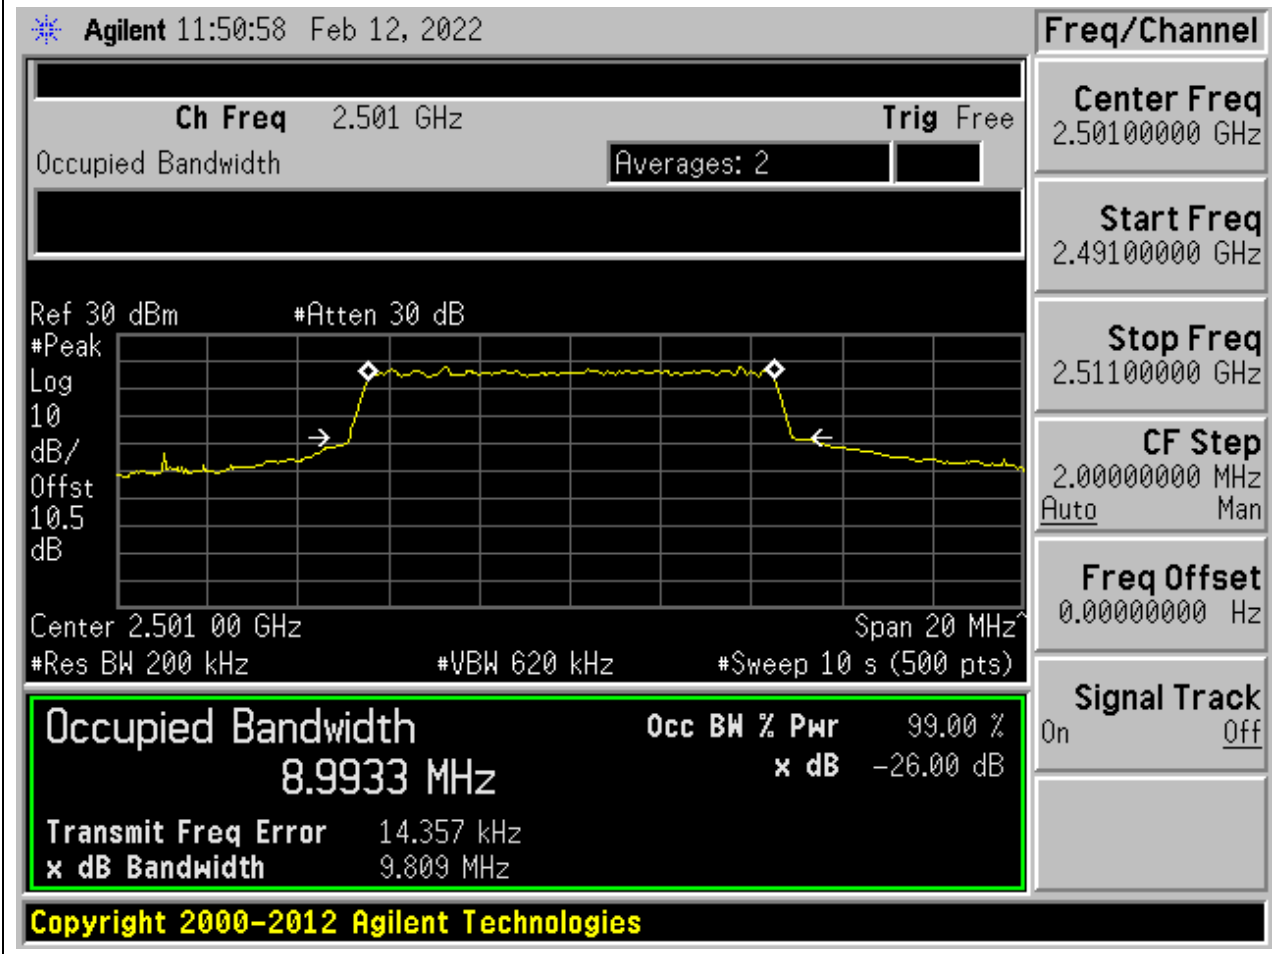 Agilent 11:50:58 Feb 12, 2022
Freq/Channel
Ch Freq 2.501 GHz Trig Free
Occupied Bandwidth Averages: 2
Center Freq
2.50100000 GHz
Start Freq
2.49100000 GHz
Stop Freq
2.51100000 GHz
CF Step
2.00000000 MHz
Auto Man
Freq Offset
0.00000000 Hz
Signal Track
On Off
Ref 30 dBm #Atten 30 dB
#Peak
Log
10
dB/
Offst
10.5
dB
Center 2.501 00 GHz Span 20 MHz^
#Res BW 200 kHz #VBW 620 kHz #Sweep 10 s (500 pts)
Occupied Bandwidth Occ BW % Pwr 99.00 %
8.9933 MHz x dB -26.00 dB
Transmit Freq Error 14.357 kHz
x dB Bandwidth 9.809 MHz
Copyright 2000-2012 Agilent Technologies